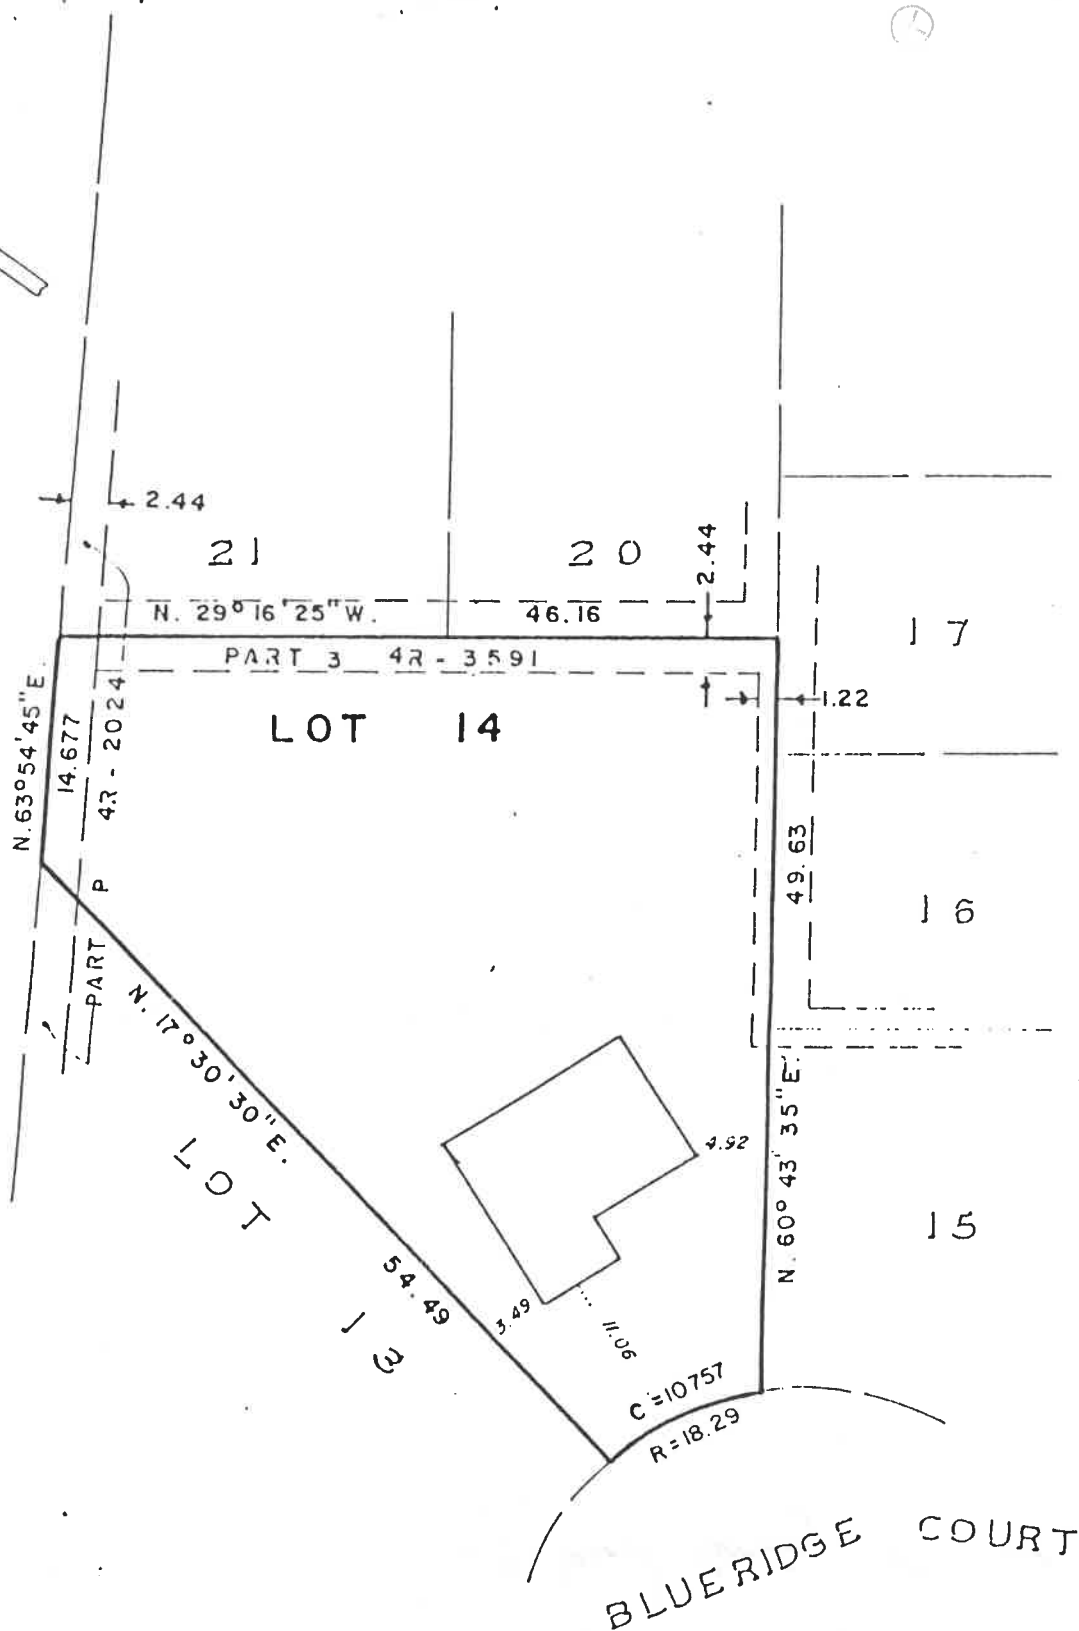 2.44
21
20
2.44
N. 29° 16' 25" W.
46.16
17
PART 3 4R - 3591
1.22
LOT 14
N. 63° 54' 45" E.
14.677
PART P 4R - 2024
49.63
16
N. 17° 30' 30" E.
54.49
LOT 13
4.92
N. 60° 43' 35" E.
15
3.49
11.06
C = 10757
R = 18.29
BLUERIDGE COURT